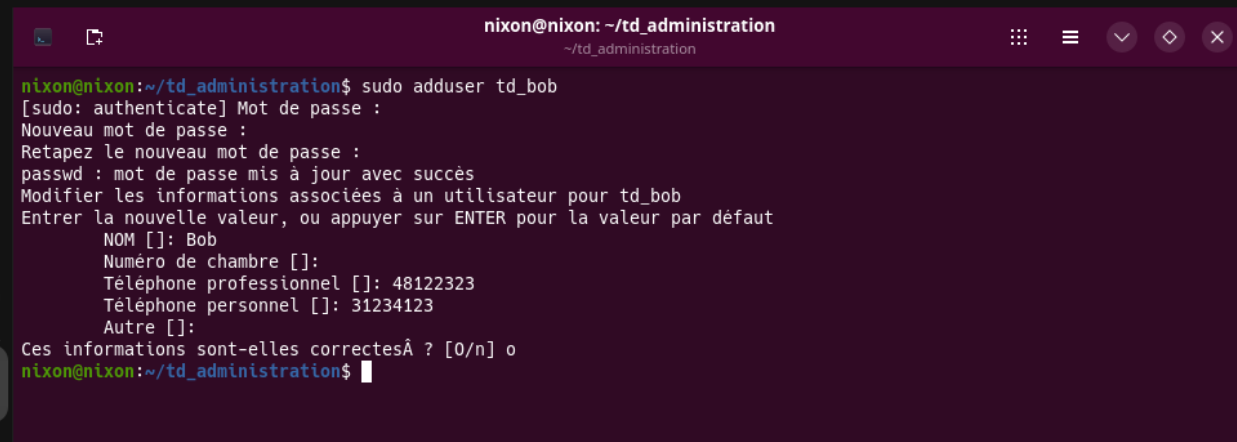 nixon@nixon: ~/td_administration
~/td_administration
nixon@nixon:~/td_administration$ sudo adduser td_bob
[sudo: authenticate] Mot de passe :
Nouveau mot de passe :
Retapez le nouveau mot de passe :
passwd : mot de passe mis à jour avec succès
Modifier les informations associées à un utilisateur pour td_bob
Entrer la nouvelle valeur, ou appuyer sur ENTER pour la valeur par défaut
NOM []: Bob
Numéro de chambre []:
Téléphone professionnel []: 48122323
Téléphone personnel []: 31234123
Autre []:
Ces informations sont-elles correctesÂ ? [O/n] o
nixon@nixon:~/td_administration$